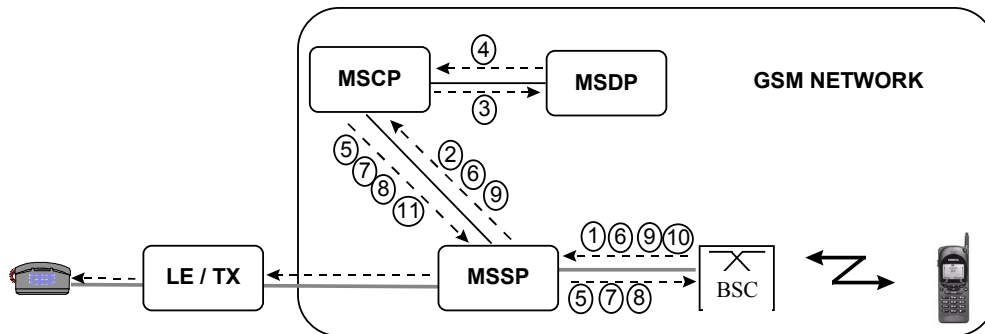 ④
MSCP
MSDP
GSM NETWORK
③
② ⑥ ⑨
⑤ ⑦ ⑧ ⑪
① ⑥ ⑨ ⑩
LE / TX
MSSP
BSC
⑤ ⑦ ⑧